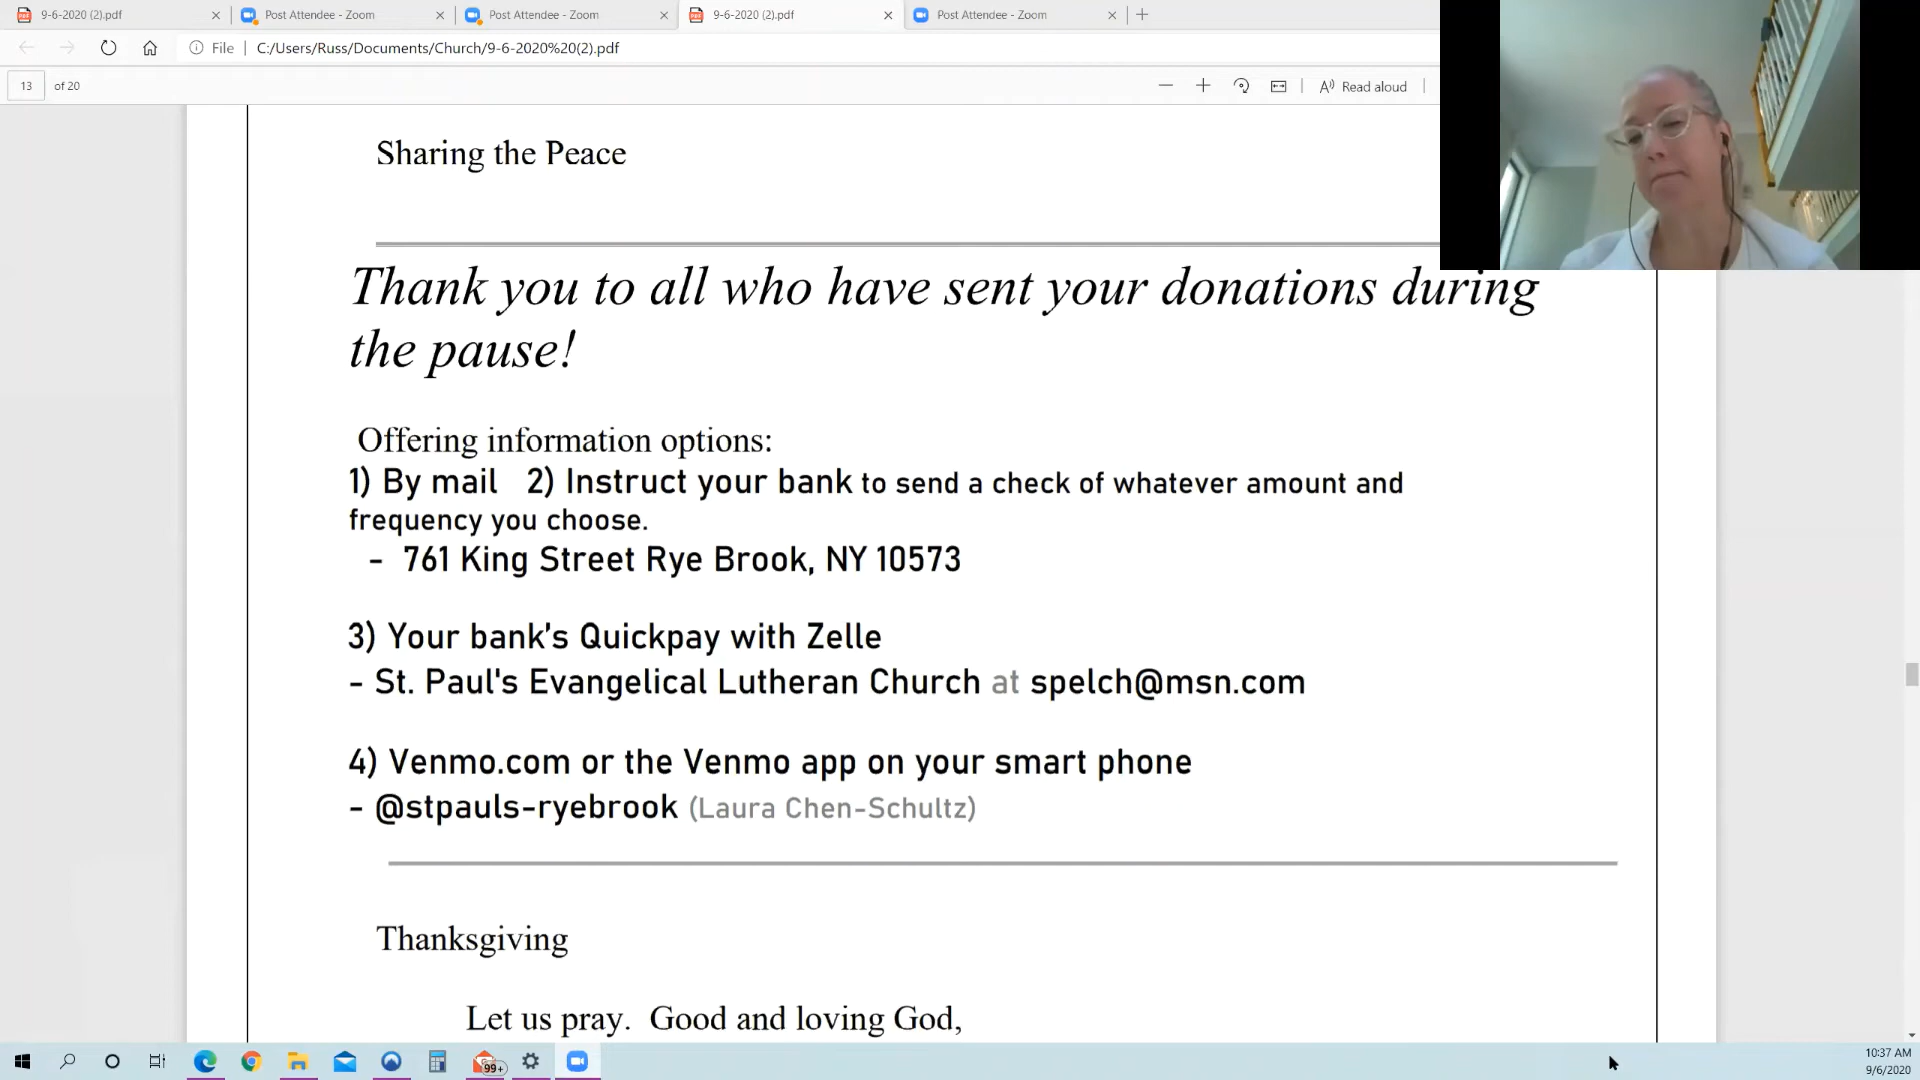 9-6-2020 (2).pdf
Post Attendee - Zoom
Post Attendee - Zoom
9-6-2020 (2).pdf
Post Attendee - Zoom
File
C:/Users/Russ/Documents/Church/9-6-2020%20(2).pdf
13 of 20
Read aloud
Sharing the Peace
Thank you to all who have sent your donations during
the pause!
Offering information options:
1) By mail 2) Instruct your bank to send a check of whatever amount and
frequency you choose.
- 761 King Street Rye Brook, NY 10573
3) Your bank's Quickpay with Zelle
- St. Paul's Evangelical Lutheran Church at spelch@msn.com
4) Venmo.com or the Venmo app on your smart phone
- @stpauls-ryebrook (Laura Chen-Schultz)
Thanksgiving
Let us pray. Good and loving God,
99+
10:37 AM
9/6/2020